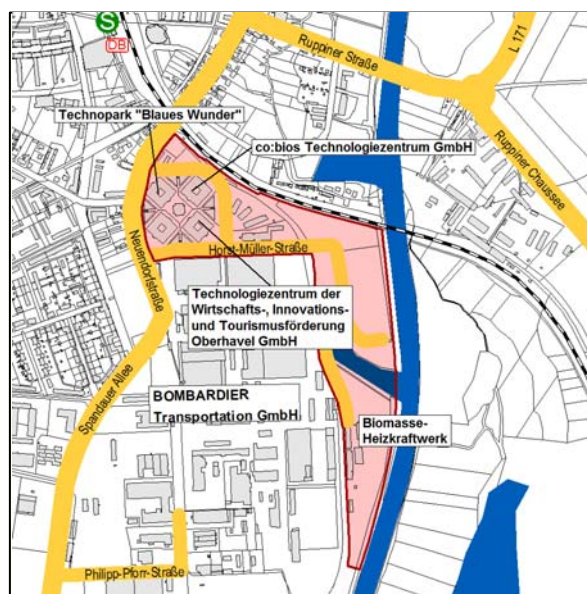 S
DB
Ruppiner Straße
L 171
Technopark "Blaues Wunder"
co:bios Technologiezentrum GmbH
Ruppiner Chaussee
Neuendorfstraße
Horst-Müller-Straße
Technologiezentrum der
Wirtschafts-, Innovations-
und Tourismusförderung
Oberhavel GmbH
Spandauer Allee
BOMBARDIER
Transportation GmbH
Biomasse-
Heizkraftwerk
Philipp-Pforr-Straße